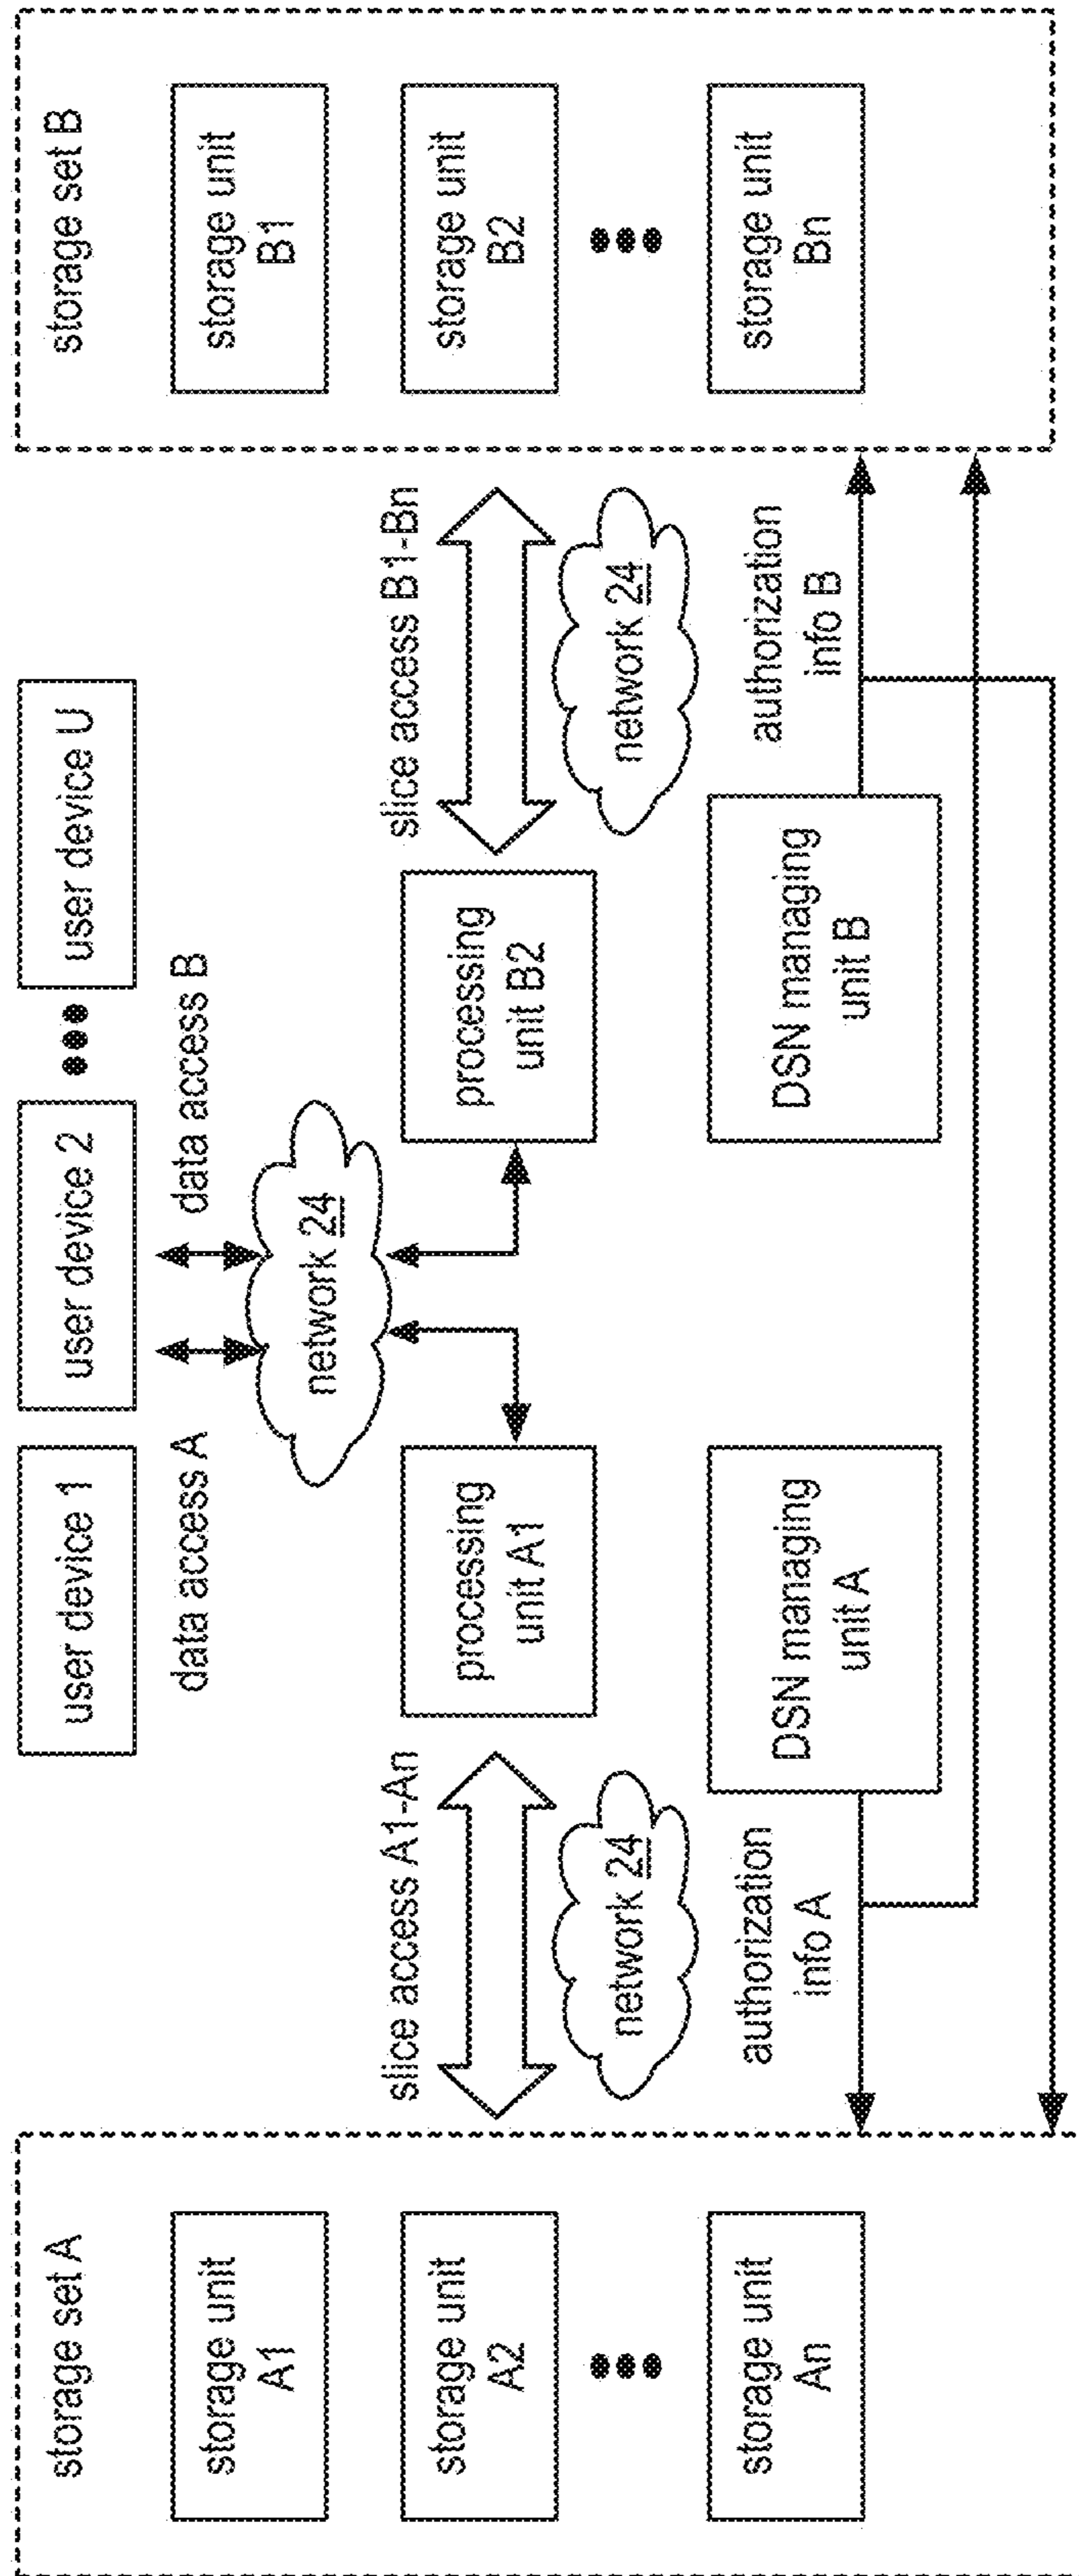 storage set A
storage unit
A1
storage unit
A2
storage unit
An
user device 1
user device 2
user device U
data access A
data access B
network 24
slice access A1-An
network 24
processing
unit A1
processing
unit B2
slice access B1-Bn
network 24
authorization
info A
DSN managing
unit A
DSN managing
unit B
authorization
info B
storage set B
storage unit
B1
storage unit
B2
storage unit
Bn